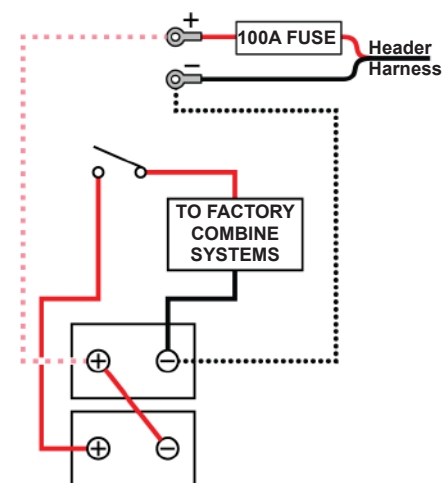 +
100A FUSE
Header
Harness
−
TO FACTORY
COMBINE
SYSTEMS
+ −
+ −